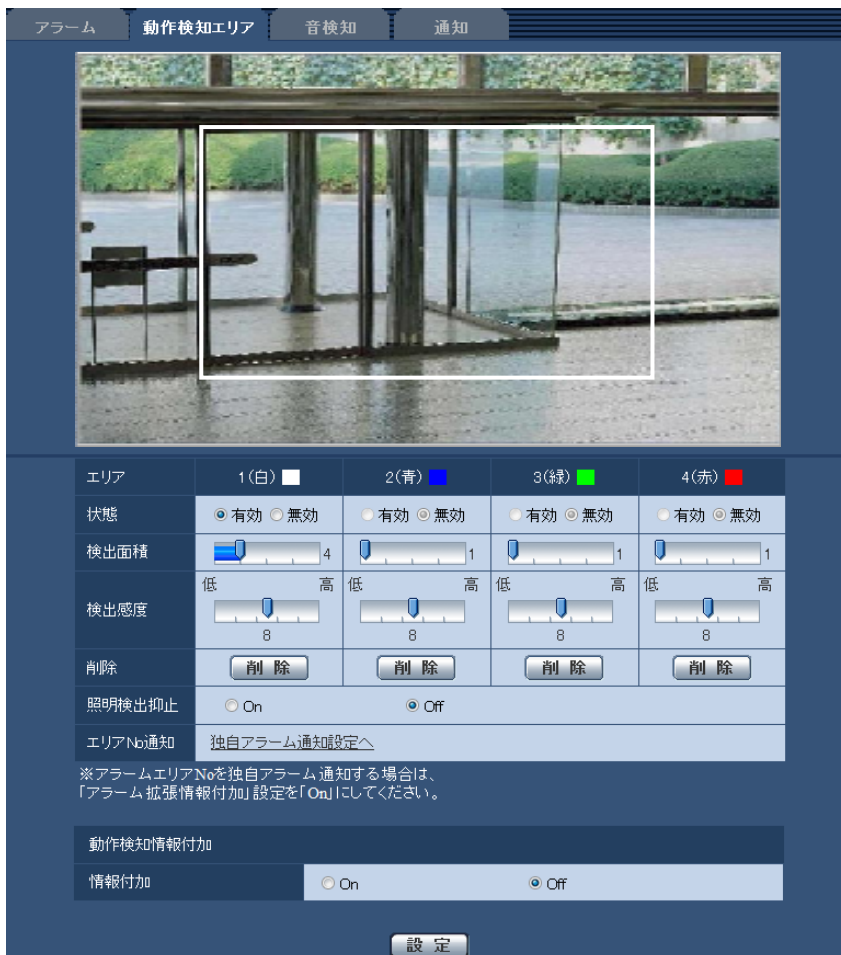 アラーム 動作検知エリア 音検知 通知
エリア 1(白) 2(青) 3(緑) 4(赤)
状態 有効 無効 有効 無効 有効 無効 有効 無効
検出面積 4 1 1 1
低 高 低 高 低 高 低 高
検出感度
8 8 8 8
削除 削 除 削 除 削 除 削 除
照明検出抑止 On Off
エリアNo通知 独自アラーム通知設定へ
※アラームエリアNoを独自アラーム通知する場合は、
「アラーム拡張情報付加」設定を「On」にしてください。
動作検知情報付加
情報付加 On Off
設 定